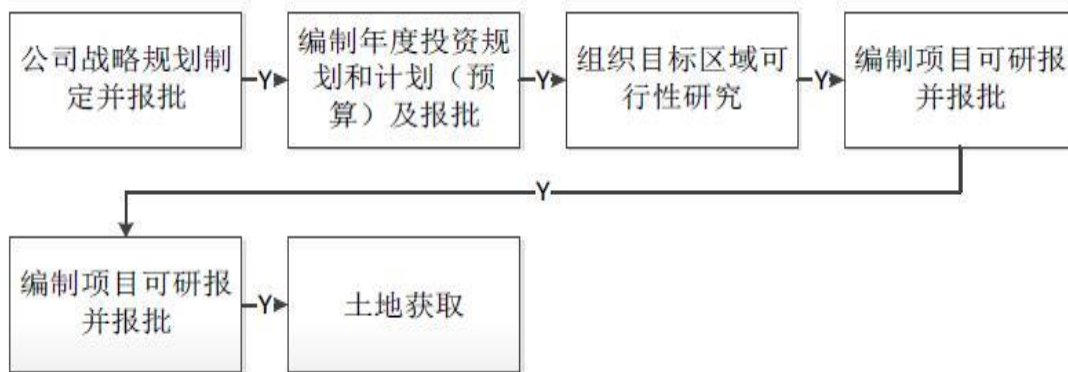 公司战略规划制
定并报批
Y
编制年度投资规
划和计划（预
算）及报批
Y
组织目标区域可
行性研究
Y
编制项目可研报
并报批
Y
编制项目可研报
并报批
Y
土地获取